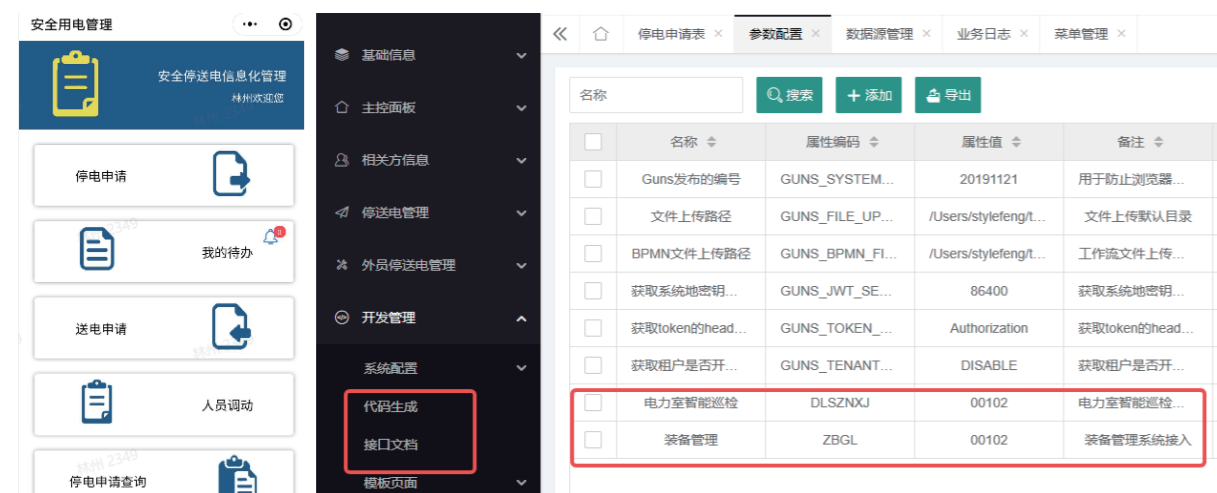 安全用电管理
安全停送电信息化管理
林州欢迎您
停电申请
我的待办
0
送电申请
人员调动
林州 2349
停电申请查询
基础信息
主控面板
相关方信息
停送电管理
外员停送电管理
开发管理
系统配置
代码生成
接口文档
模板页面
停电申请表 × 参数配置 × 数据源管理 × 业务日志 × 菜单管理 ×
名称 搜索 添加 导出
名称 属性编码 属性值 备注
Guns发布的编号 GUNS_SYSTEM... 20191121 用于防止浏览器...
文件上传路径 GUNS_FILE_UP... /Users/stylefeng/t... 文件上传默认目录
BPMN文件上传路径 GUNS_BPMN_FI... /Users/stylefeng/t... 工作流文件上传...
获取系统地密钥... GUNS_JWT_SE... 86400 获取系统地密钥...
获取token的head... GUNS_TOKEN_... Authorization 获取token的head...
获取租户是否开... GUNS_TENANT... DISABLE 获取租户是否开...
电力室智能巡检 DLSZNXJ 00102 电力室智能巡检...
装备管理 ZBGL 00102 装备管理系统接入